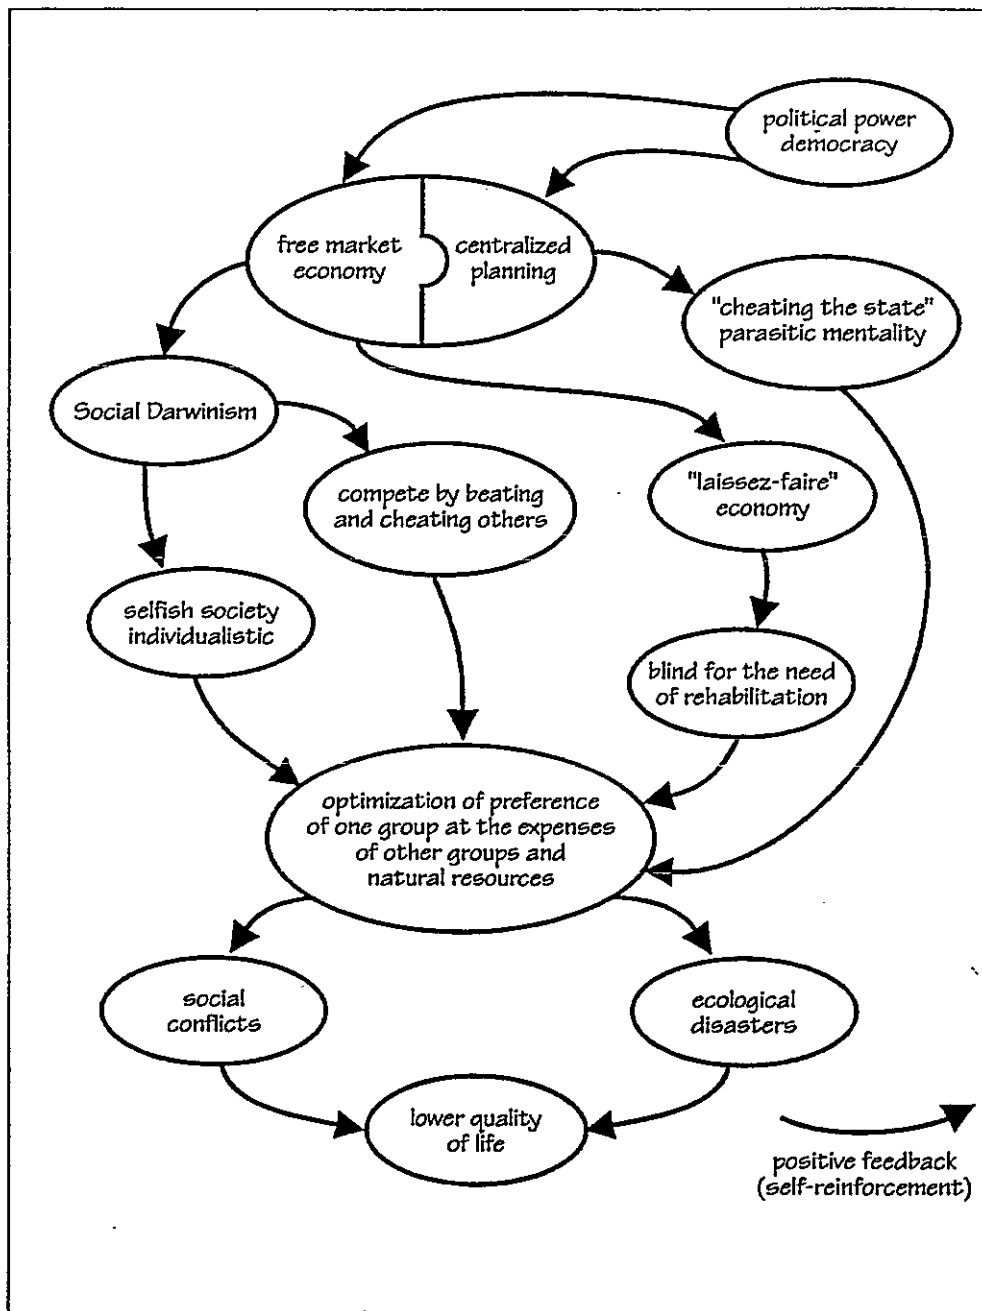 political power
democracy
free market
economy
centralized
planning
"cheating the state"
parasitic mentality
Social Darwinism
compete by beating
and cheating others
"laissez-faire"
economy
selfish society
individualistic
blind for the need
of rehabilitation
optimization of preference
of one group at the expenses
of other groups and
natural resources
social
conflicts
ecological
disasters
lower quality
of life
positive feedback
(self-reinforcement)